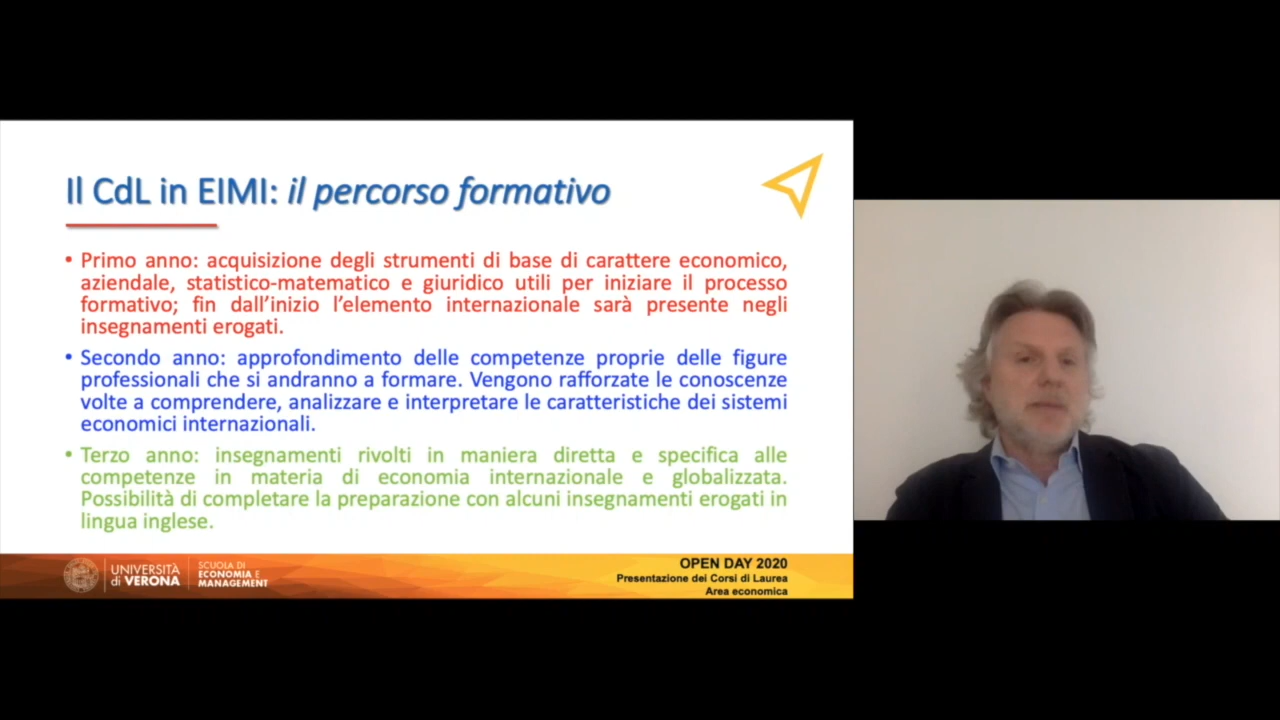 Il CdL in EIMI: il percorso formativo
• Primo anno: acquisizione degli strumenti di base di carattere economico,
aziendale, statistico-matematico e giuridico utili per iniziare il processo
formativo; fin dall’inizio l’elemento internazionale sarà presente negli
insegnamenti erogati.
• Secondo anno: approfondimento delle competenze proprie delle figure
professionali che si andranno a formare. Vengono rafforzate le conoscenze
volte a comprendere, analizzare e interpretare le caratteristiche dei sistemi
economici internazionali.
• Terzo anno: insegnamenti rivolti in maniera diretta e specifica alle
competenze in materia di economia internazionale e globalizzata.
Possibilità di completare la preparazione con alcuni insegnamenti erogati in
lingua inglese.
UNIVERSITÀ
di VERONA
SCUOLA DI
ECONOMIA E
MANAGEMENT
OPEN DAY 2020
Presentazione dei Corsi di Laurea
Area economica